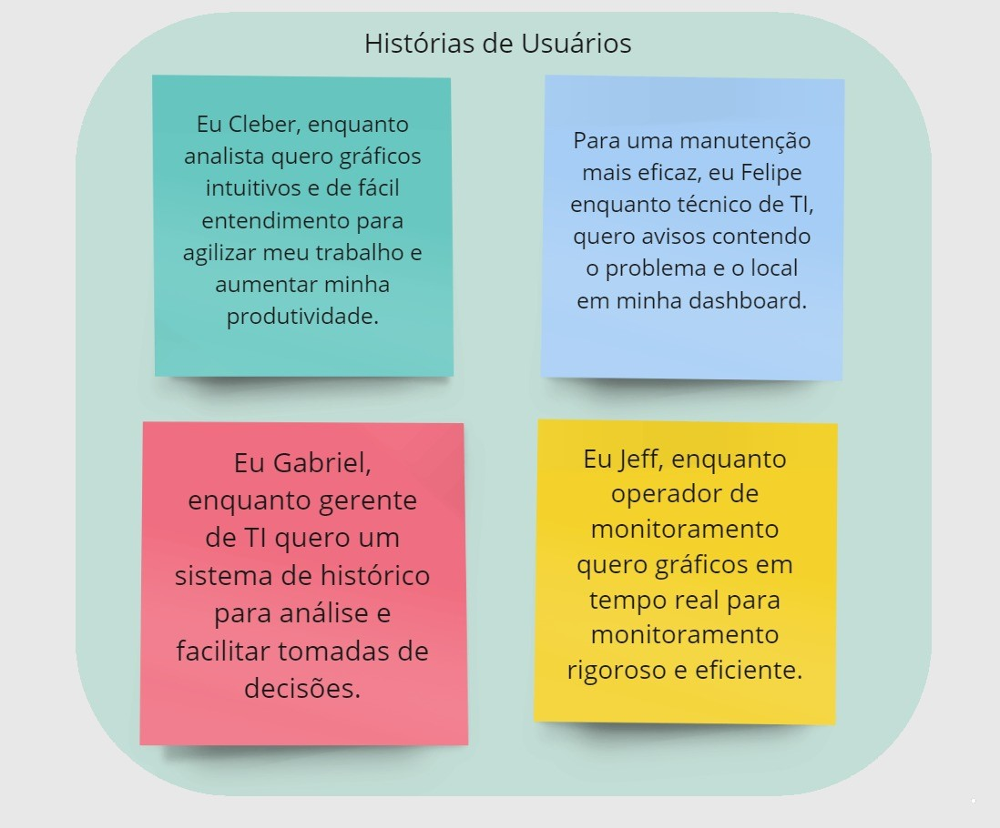 Histórias de Usuários
Eu Cleber, enquanto
analista quero gráficos
intuitivos e de fácil
entendimento para
agilizar meu trabalho e
aumentar minha
produtividade.
Para uma manutenção
mais eficaz, eu Felipe
enquanto técnico de TI,
quero avisos contendo
o problema e o local
em minha dashboard.
Eu Gabriel,
enquanto gerente
de TI quero um
sistema de histórico
para análise e
facilitar tomadas de
decisões.
Eu Jeff, enquanto
operador de
monitoramento
quero gráficos em
tempo real para
monitoramento
rigoroso e eficiente.